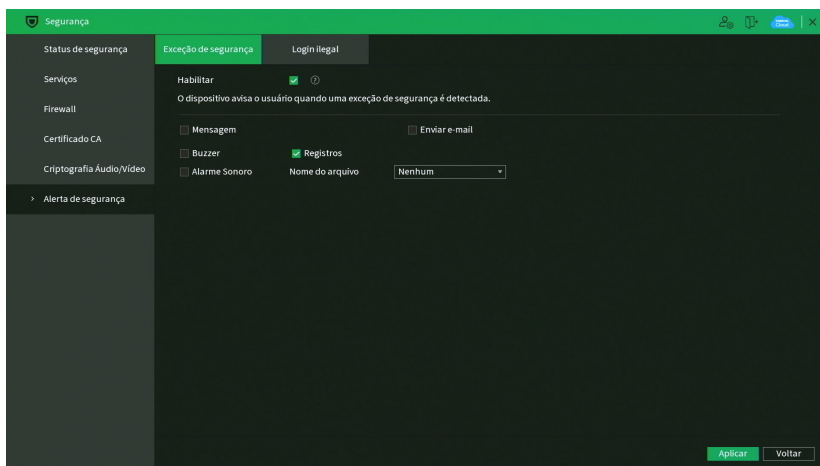 Segurança
Status de segurança
Serviços
Firewall
Certificado CA
Criptografia Áudio/Vídeo
Alerta de segurança
Exceção de segurança
Login ilegal
Habilitar
O dispositivo avisa o usuário quando uma exceção de segurança é detectada.
Mensagem
Enviar e-mail
Buzzer
Registros
Alarme Sonoro
Nome do arquivo
Nenhum
Aplicar
Voltar